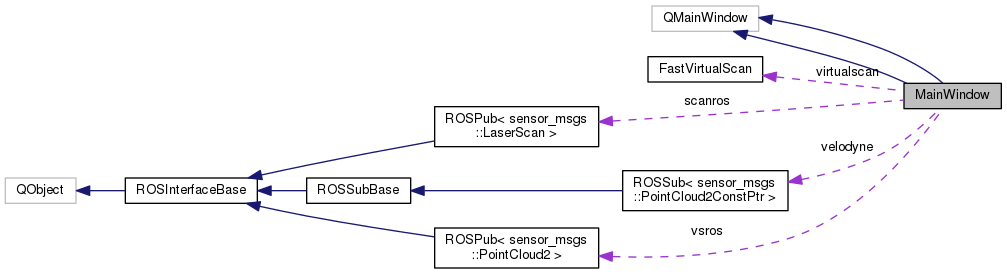 QMainWindow
FastVirtualScan
virtualscan
MainWindow
scanros
ROSPub< sensor_msgs
::LaserScan >
velodyne
QObject
ROSInterfaceBase
ROSSubBase
ROSSub< sensor_msgs
::PointCloud2ConstPtr >
vsros
ROSPub< sensor_msgs
::PointCloud2 >